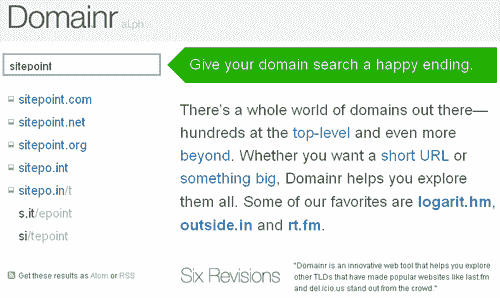 Domainr alph
sitepoint
Give your domain search a happy ending.
sitepoint.com
sitepoint.net
sitepoint.org
sitepo.int
sitepo.in/t
s.it/epoint
si/tepoint
Get these results as Atom or RSS
There's a whole world of domains out there—
hundreds at the top-level and even more
beyond. Whether you want a short URL or
something big, Domainr helps you explore
them all. Some of our favorites are logarit.hm,
outside.in and rt.fm.
Six Revisions
"Domainr is an innovative web tool that helps you explore
other TLDs that have made popular websites like last.fm
and del.icio.us stand out from the crowd."